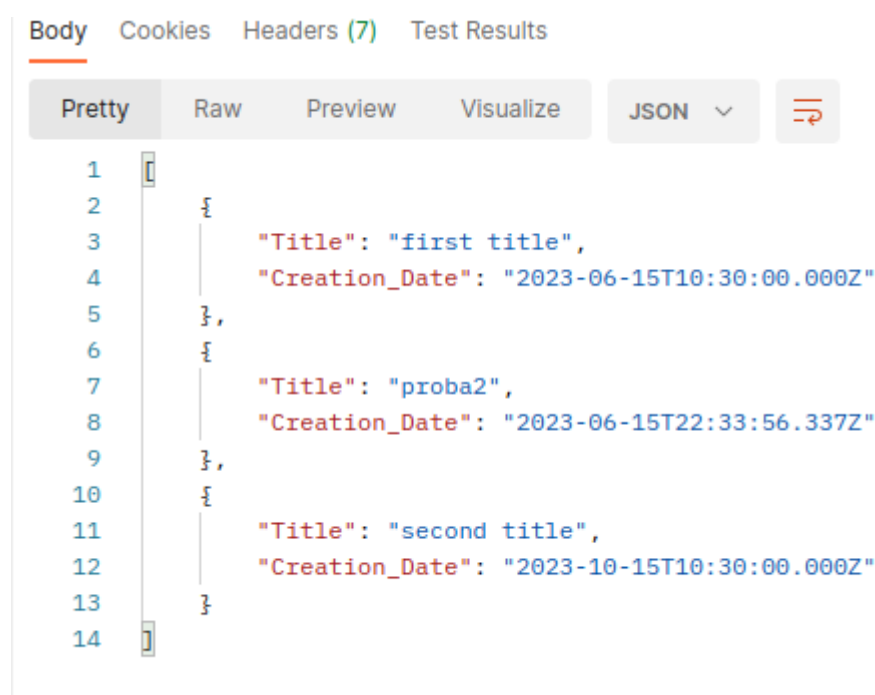 Body Cookies Headers (7) Test Results
Pretty Raw Preview Visualize JSON
1 [
2 {
3 "Title": "first title",
4 "Creation_Date": "2023-06-15T10:30:00.000Z"
5 },
6 {
7 "Title": "proba2",
8 "Creation_Date": "2023-06-15T22:33:56.337Z"
9 },
10 {
11 "Title": "second title",
12 "Creation_Date": "2023-10-15T10:30:00.000Z"
13 }
14 ]